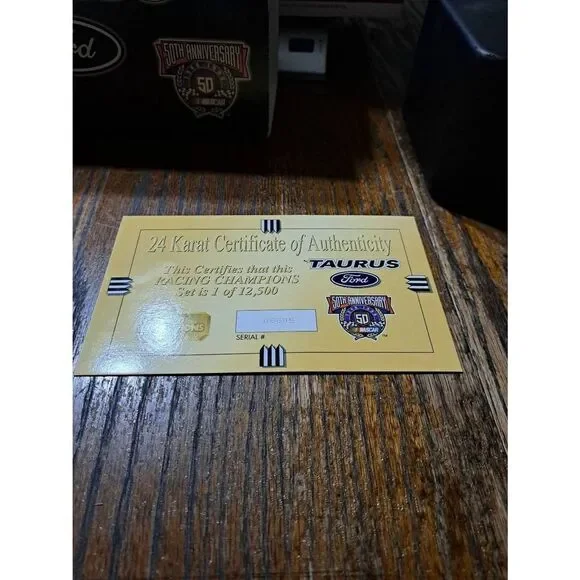 Ford
50TH ANNIVERSARY
50
24 Karat Certificate of Authenticity
This Certifies that this
RACING CHAMPIONS
Set is 1 of 12,500
TAURUS
Ford
50TH ANNIVERSARY
50
NASCAR
SERIAL #